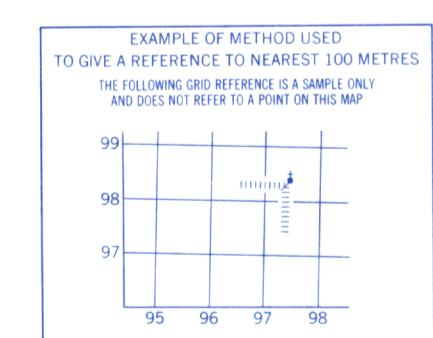 EXAMPLE OF METHOD USED
TO GIVE A REFERENCE TO NEAREST 100 METRES
THE FOLLOWING GRID REFERENCE IS A SAMPLE ONLY
AND DOES NOT REFER TO A POINT ON THIS MAP
99
98
97
95 96 97 98